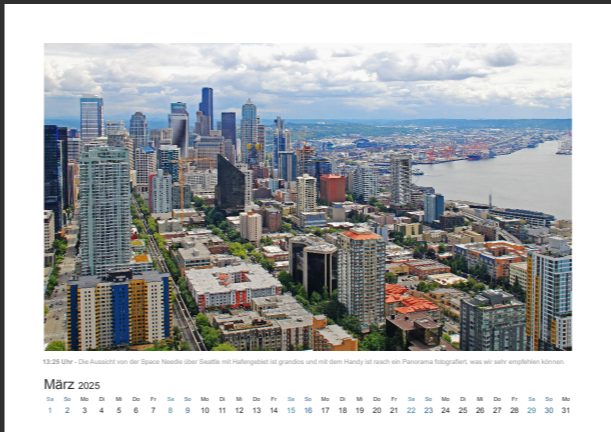 13:25 Uhr - Die Aussicht von der Space Needle über Seattle mit Hafengebiet ist grandios und mit dem Handy ist rasch ein Panorama fotografiert, was wir sehr empfehlen können.
März 2025
Sa So Mo Di Mi Do Fr Sa So Mo Di Mi Do Fr Sa So Mo Di Mi Do Fr Sa So Mo Di Mi Do Fr Sa So Mo
1 2 3 4 5 6 7 8 9 10 11 12 13 14 15 16 17 18 19 20 21 22 23 24 25 26 27 28 29 30 31